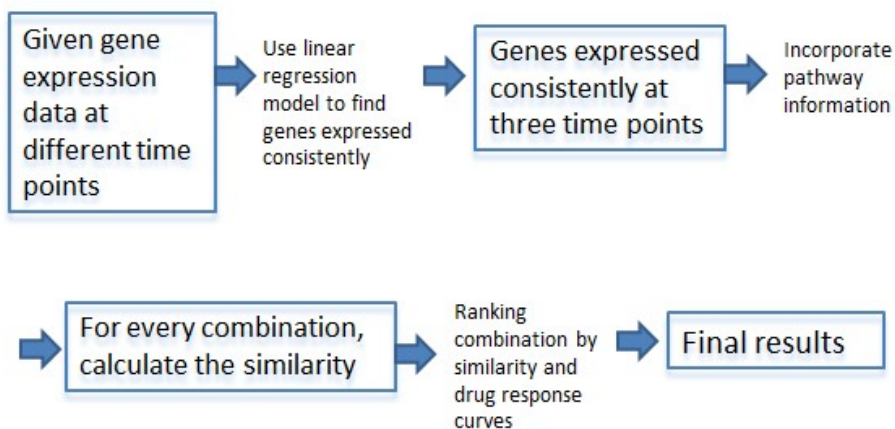 Given gene
expression
data at
different time
points
Use linear
regression
model to find
genes expressed
consistently
Genes expressed
consistently at
three time points
Incorporate
pathway
information
For every combination,
calculate the similarity
Ranking
combination by
similarity and
drug response
curves
Final results